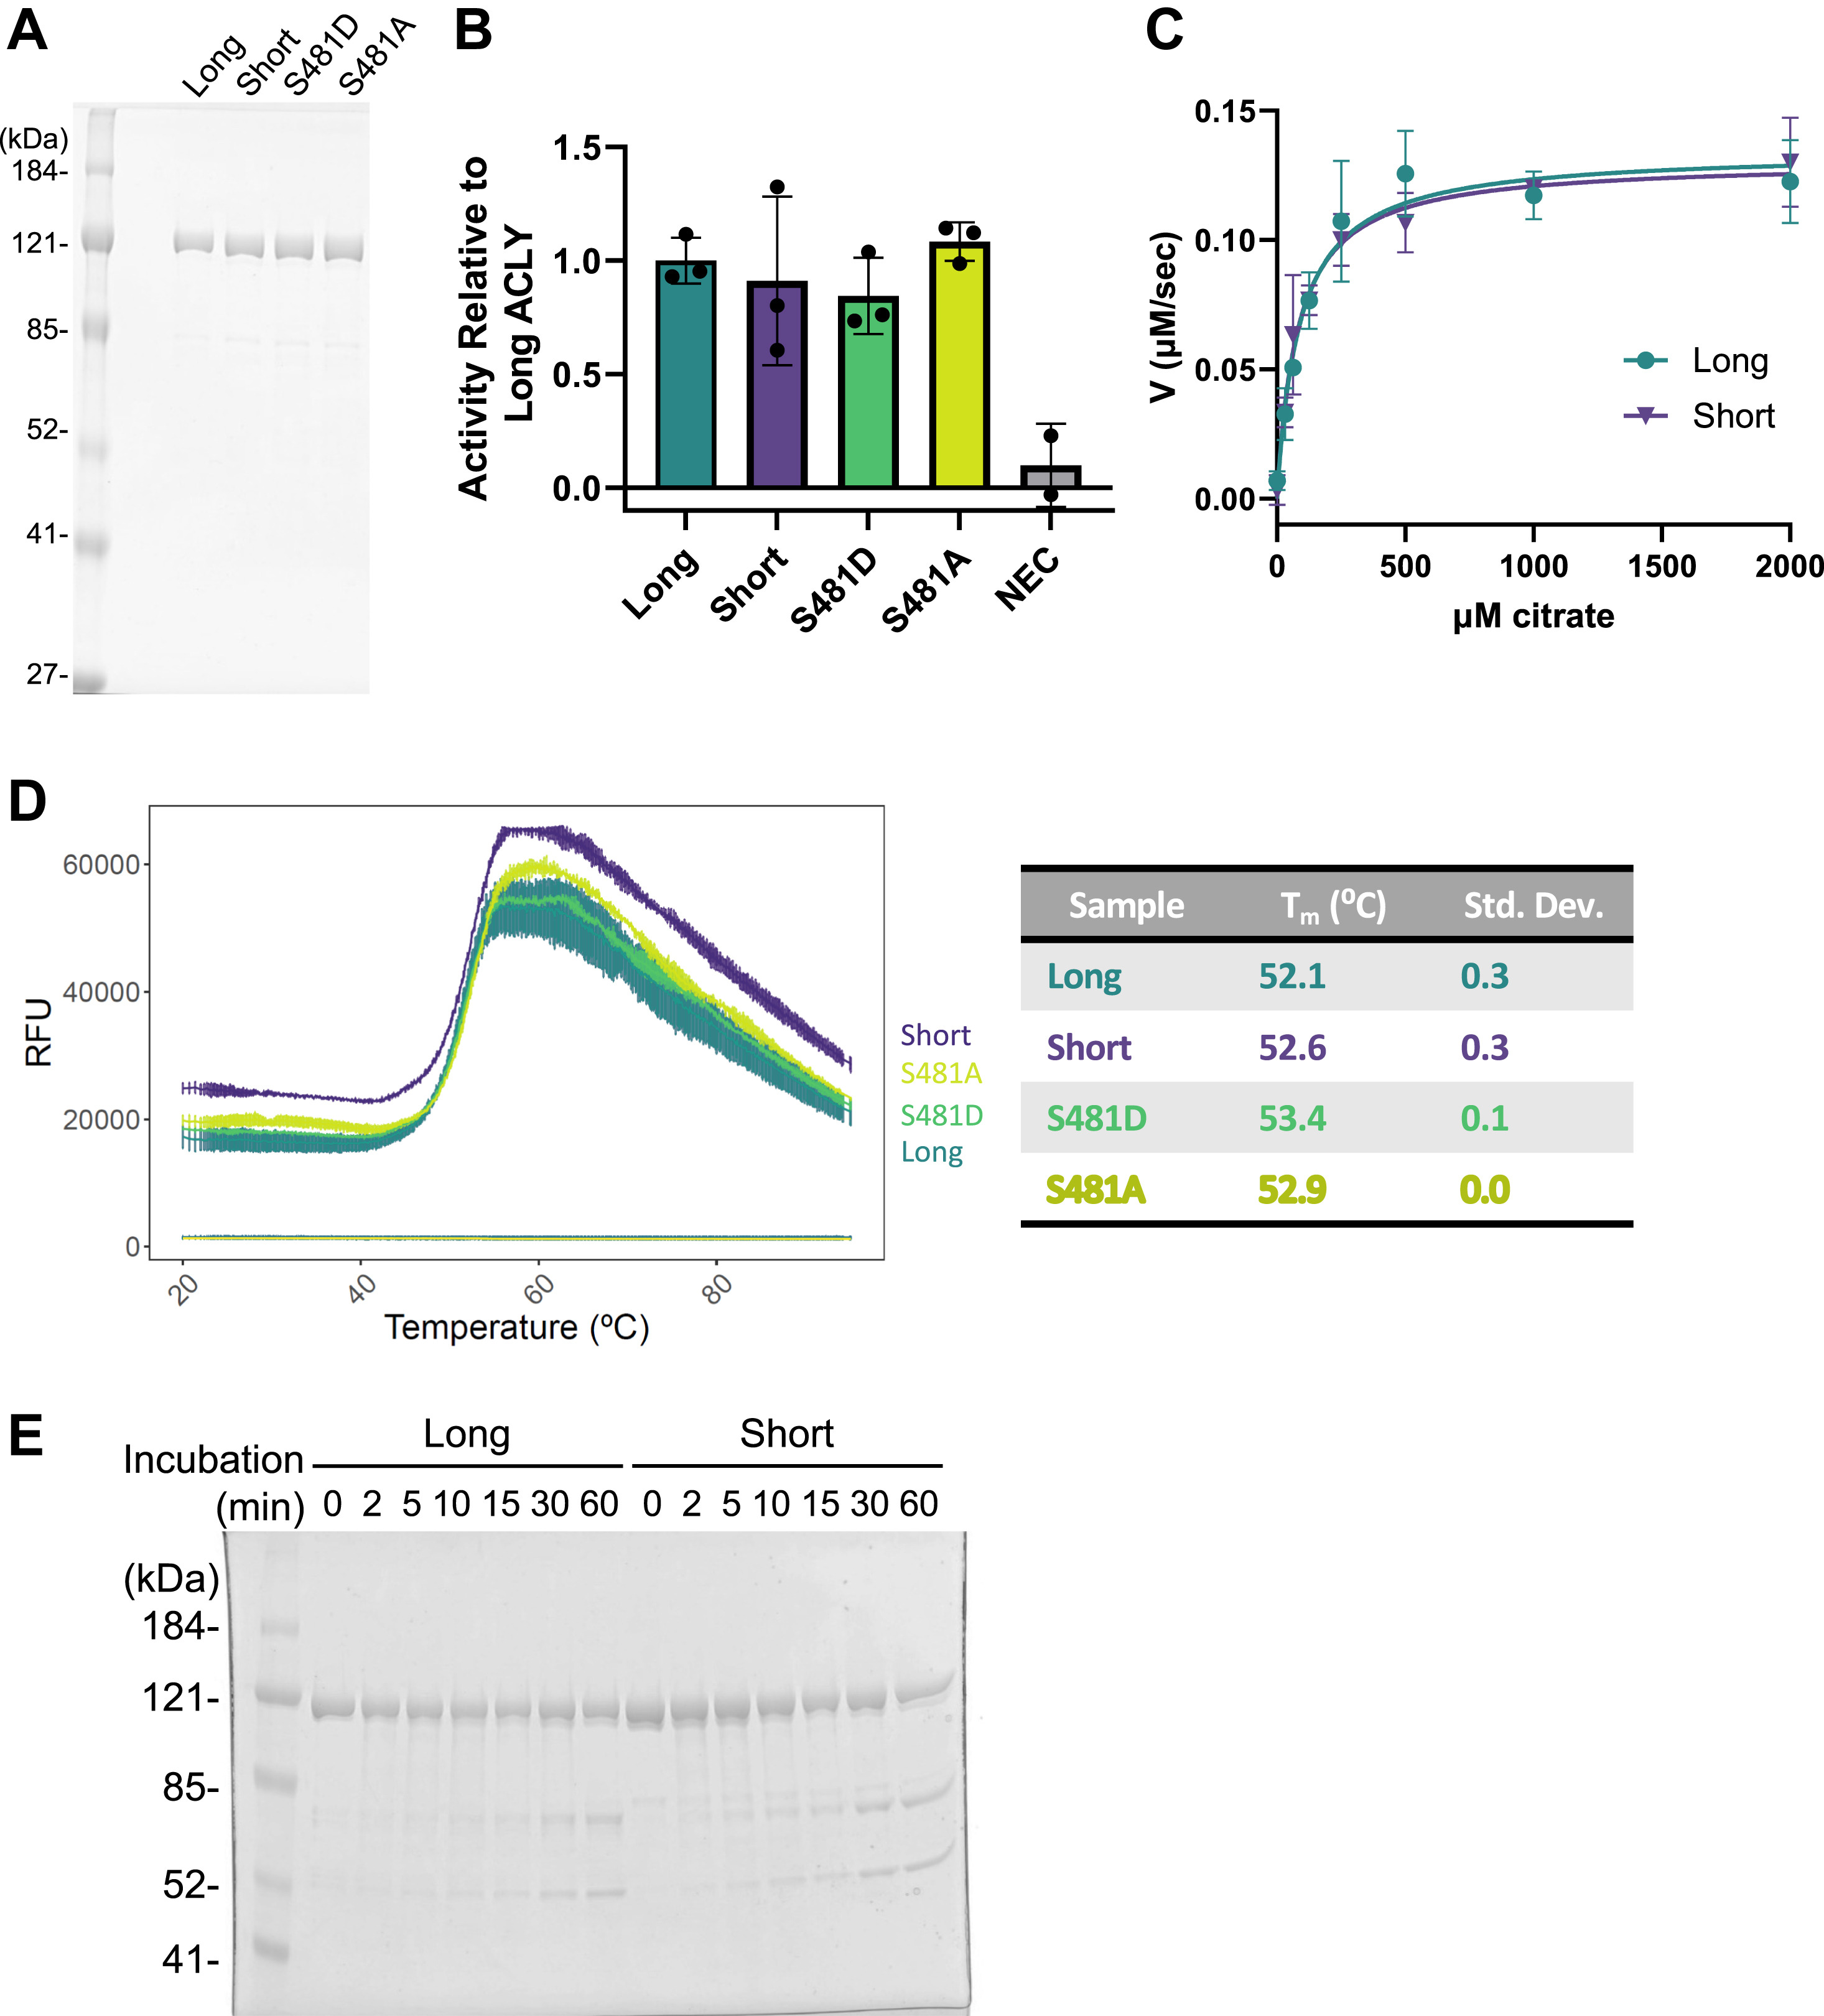 A
Long Short S481D S481A
(kDa)
184-
121-
85-
52-
41-
27-
B
Activity Relative to
Long ACLY
1.5
1.0
0.5
0.0
Long Short S481D S481A NEC
C
V (µM/sec)
0.15
0.10
0.05
0.00
Long
Short
0 500 1000 1500 2000
µM citrate
D
RFU
60000
40000
20000
0
20 40 60 80
Temperature (ºC)
Short
S481A
S481D
Long
Sample Tm (ºC) Std. Dev.
Long 52.1 0.3
Short 52.6 0.3
S481D 53.4 0.1
S481A 52.9 0.0
E
Long Short
Incubation
(min) 0 2 5 10 15 30 60 0 2 5 10 15 30 60
(kDa)
184-
121-
85-
52-
41-